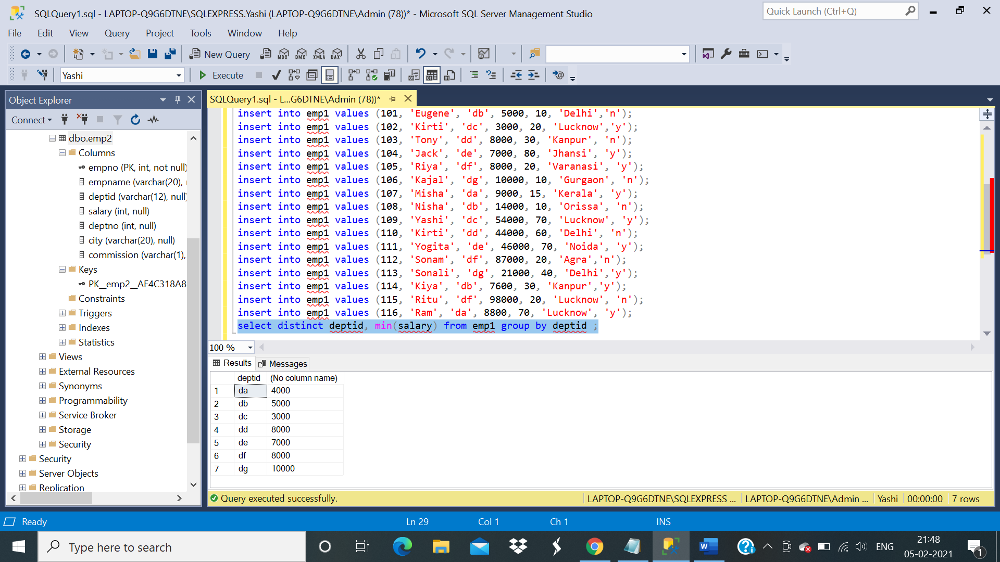 SQLQuery1.sql - LAPTOP-Q9G6DTNE\SQLEXPRESS.Yashi (LAPTOP-Q9G6DTNE\Admin (78))* - Microsoft SQL Server Management Studio
Quick Launch (Ctrl+Q)
File Edit View Query Project Tools Window Help
New Query MDX DMX XMLA DAX
Yashi Execute
Object Explorer
Connect
dbo.emp2
Columns
empno (PK, int, not null)
empname (varchar(20),
deptid (varchar(12), null)
salary (int, null)
deptno (int, null)
city (varchar(20), null)
commission (varchar(1),
Keys
PK__emp2__AF4C318A8
Constraints
Triggers
Indexes
Statistics
Views
External Resources
Synonyms
Programmability
Service Broker
Storage
Security
Security
Server Objects
Replication
SQLQuery1.sql - L...G6DTNE\Admin (78))*
insert into emp1 values (101, 'Eugene', 'db', 5000, 10, 'Delhi','n');
insert into emp1 values (102, 'Kirti', 'dc', 3000, 20, 'Lucknow','y');
insert into emp1 values (103, 'Tony', 'dd', 8000, 30, 'Kanpur', 'n');
insert into emp1 values (104, 'Jack', 'de', 7000, 80, 'Jhansi', 'y');
insert into emp1 values (105, 'Riya', 'df', 8000, 20, 'Varanasi', 'y');
insert into emp1 values (106, 'Kajal', 'dg', 10000, 10, 'Gurgaon', 'n');
insert into emp1 values (107, 'Misha', 'da', 9000, 15, 'Kerala', 'y');
insert into emp1 values (108, 'Nisha', 'db', 14000, 10, 'Orissa', 'n');
insert into emp1 values (109, 'Yashi', 'dc', 54000, 70, 'Lucknow', 'y');
insert into emp1 values (110, 'Kirti', 'dd', 44000, 60, 'Delhi', 'n');
insert into emp1 values (111, 'Yogita', 'de', 46000, 70, 'Noida', 'y');
insert into emp1 values (112, 'Sonam', 'df', 87000, 20, 'Agra','n');
insert into emp1 values (113, 'Sonali', 'dg', 21000, 40, 'Delhi','y');
insert into emp1 values (114, 'Kiya', 'db', 7600, 30, 'Kanpur','y');
insert into emp1 values (115, 'Ritu', 'df', 98000, 20, 'Lucknow', 'n');
insert into emp1 values (116, 'Ram', 'da', 8800, 70, 'Lucknow', 'y');
select distinct deptid, min(salary) from emp1 group by deptid ;
100 %
Results Messages
deptid (No column name)
1 da 4000
2 db 5000
3 dc 3000
4 dd 8000
5 de 7000
6 df 8000
7 dg 10000
Query executed successfully. LAPTOP-Q9G6DTNE\SQLEXPRESS ... LAPTOP-Q9G6DTNE\Admin ... Yashi 00:00:00 7 rows
Ready Ln 29 Col 1 Ch 1 INS
Type here to search
W
ENG
21:48
05-02-2021
1